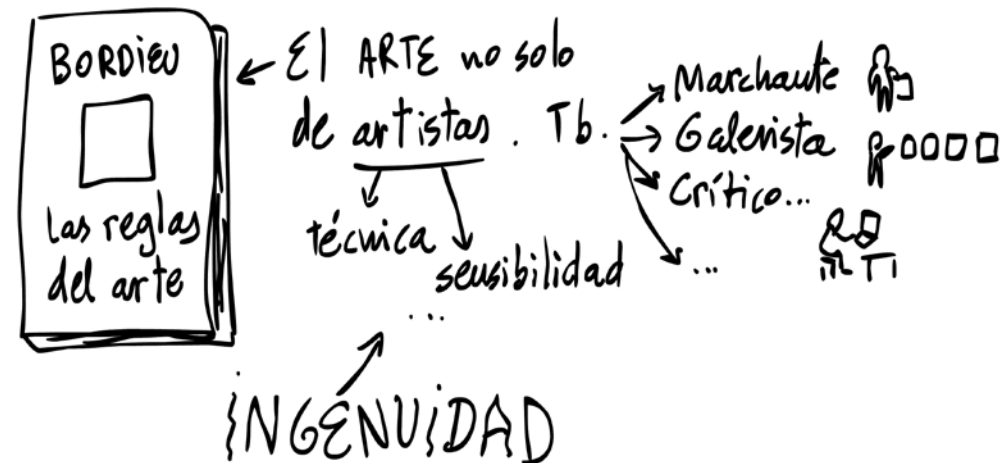 BORDIEU
las reglas
del arte
El ARTE no solo
de artistas. Tb.
técnica
sensibilidad
...
INGENUIDAD
Marchante
Galerista
Crítico...
...